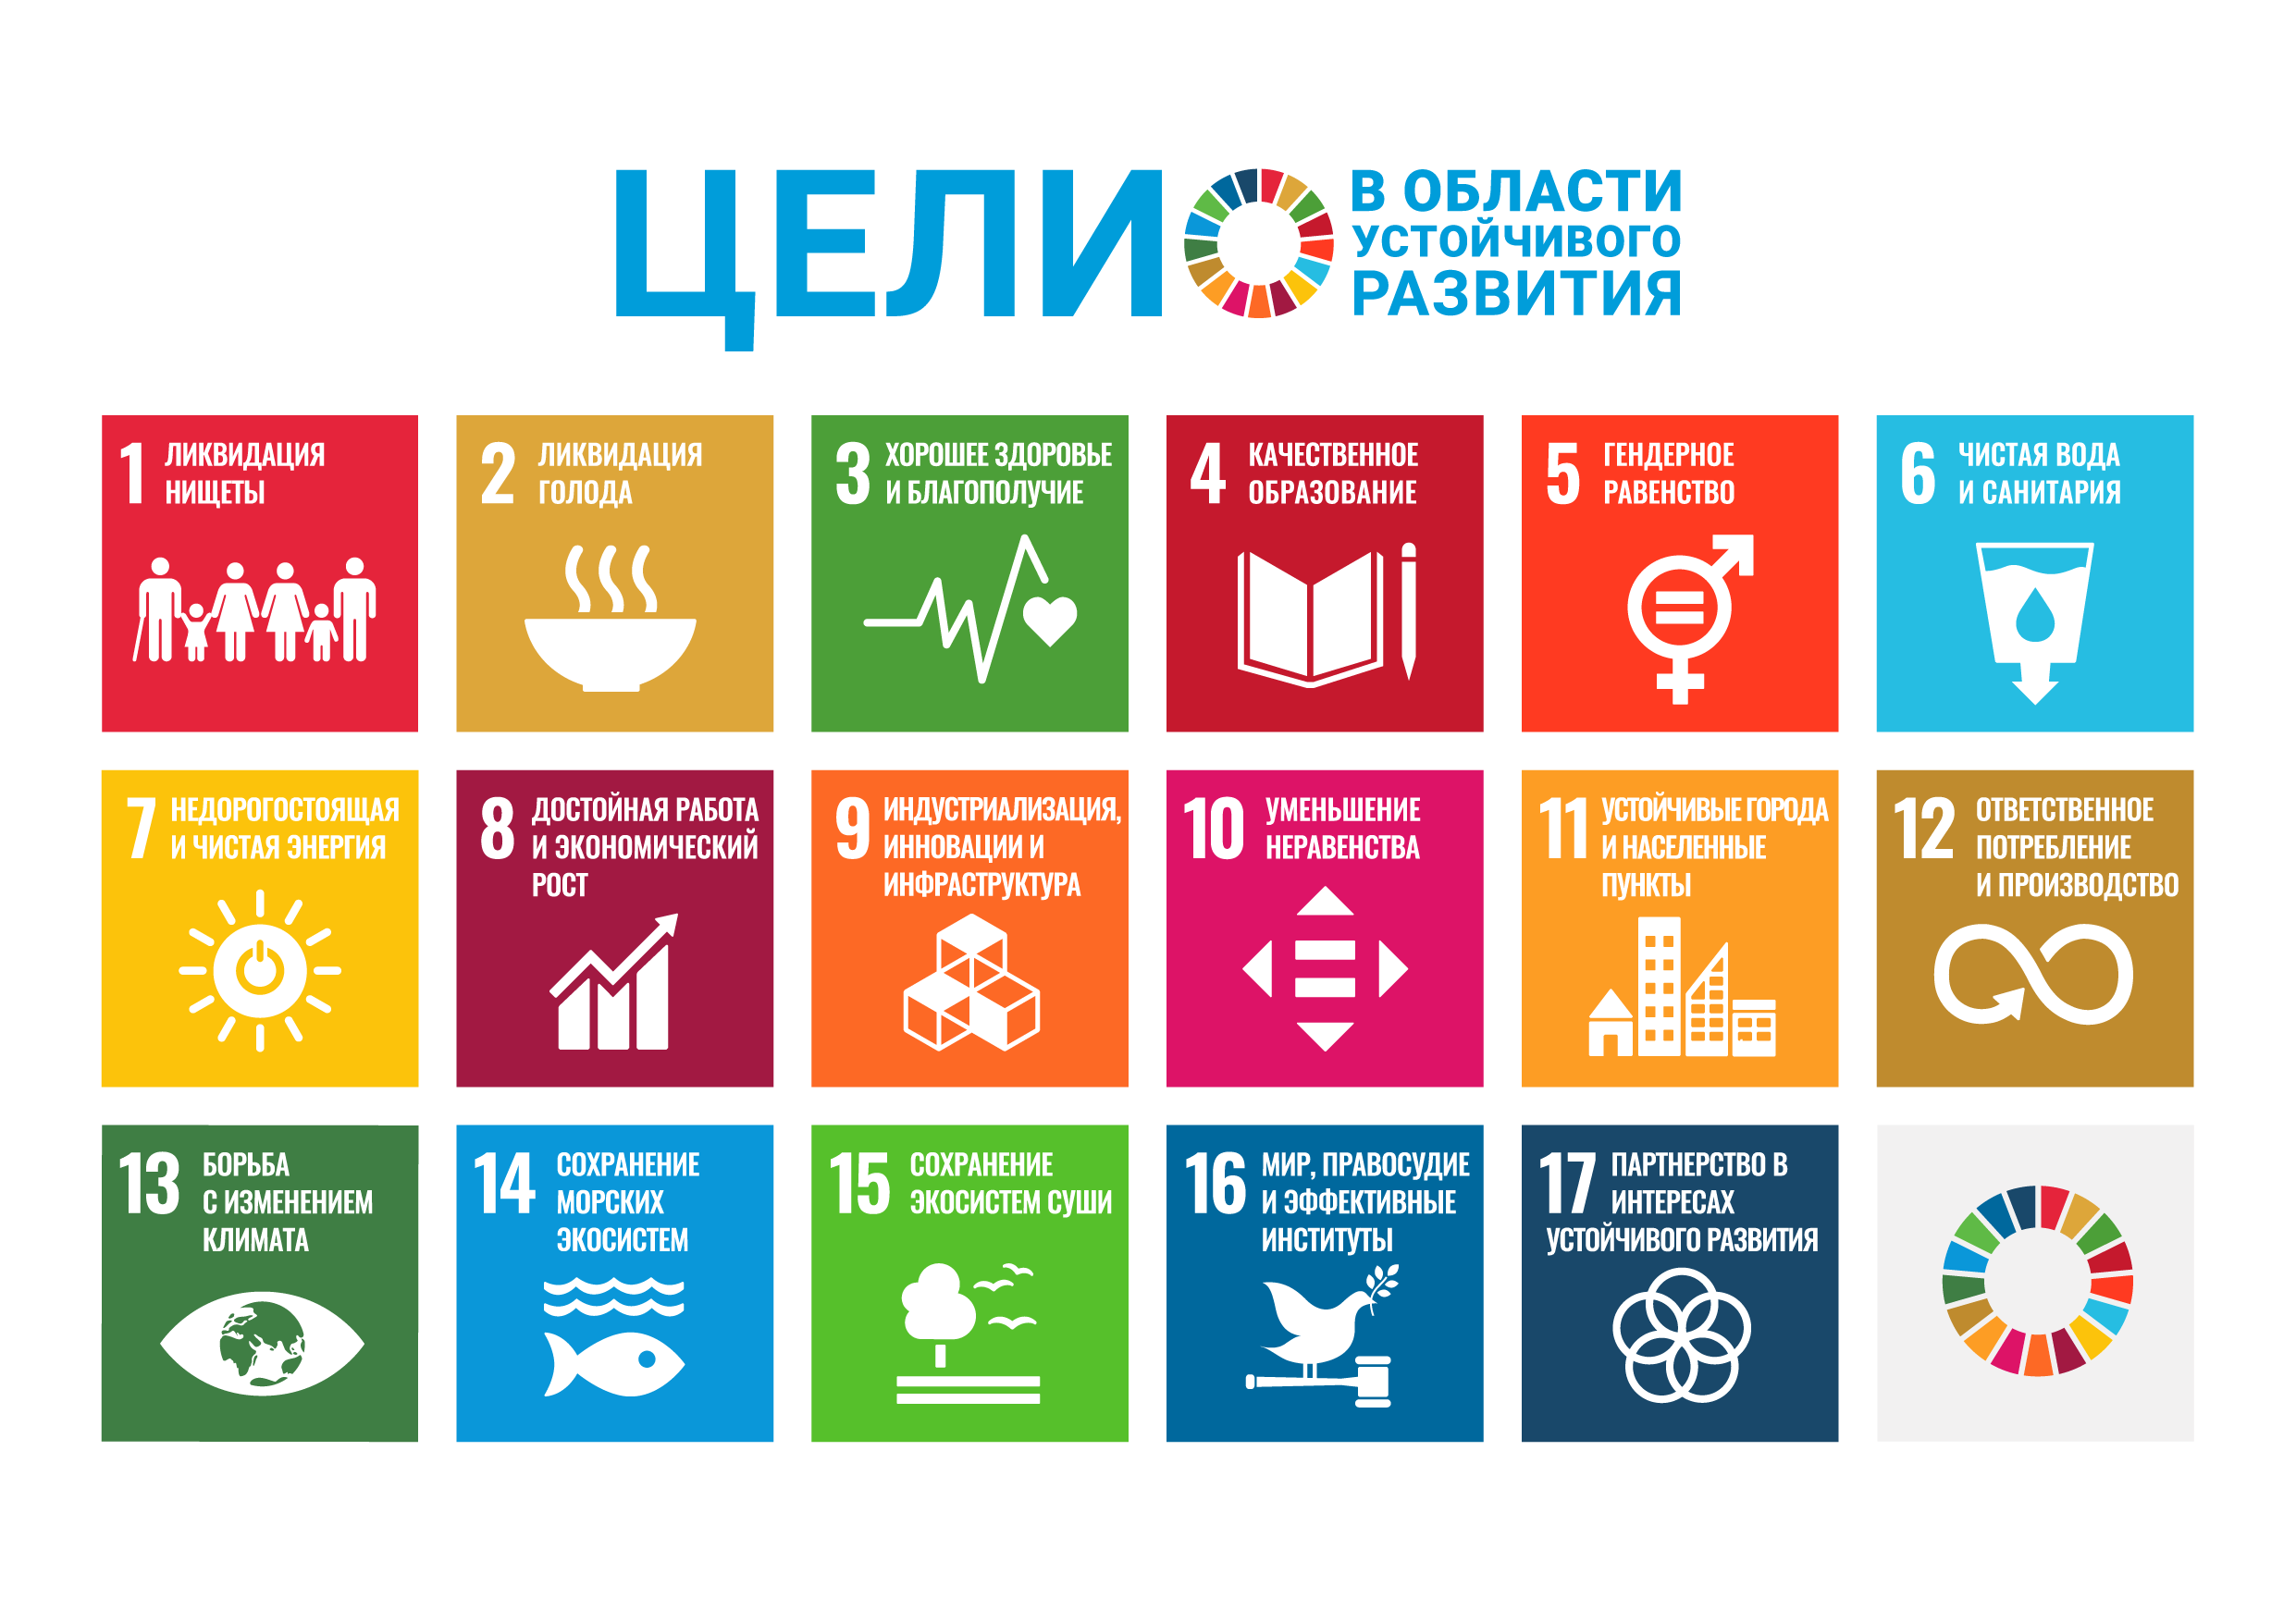 ЦЕЛИ
В ОБЛАСТИ
УСТОЙЧИВОГО
РАЗВИТИЯ
1 ЛИКВИДАЦИЯ
НИЩЕТЫ
2 ЛИКВИДАЦИЯ
ГОЛОДА
3 ХОРОШЕЕ ЗДОРОВЬЕ
И БЛАГОПОЛУЧИЕ
4 КАЧЕСТВЕННОЕ
ОБРАЗОВАНИЕ
5 ГЕНДЕРНОЕ
РАВЕНСТВО
6 ЧИСТАЯ ВОДА
И САНИТАРИЯ
7 НЕДОРОГОСТОЯЩАЯ
И ЧИСТАЯ ЭНЕРГИЯ
8 ДОСТОЙНАЯ РАБОТА
И ЭКОНОМИЧЕСКИЙ
РОСТ
9 ИНДУСТРИАЛИЗАЦИЯ,
ИННОВАЦИИ И
ИНФРАСТРУКТУРА
10 УМЕНЬШЕНИЕ
НЕРАВЕНСТВА
11 УСТОЙЧИВЫЕ ГОРОДА
И НАСЕЛЕННЫЕ
ПУНКТЫ
12 ОТВЕТСТВЕННОЕ
ПОТРЕБЛЕНИЕ
И ПРОИЗВОДСТВО
13 БОРЬБА
С ИЗМЕНЕНИЕМ
КЛИМАТА
14 СОХРАНЕНИЕ
МОРСКИХ
ЭКОСИСТЕМ
15 СОХРАНЕНИЕ
ЭКОСИСТЕМ СУШИ
16 МИР, ПРАВОСУДИЕ
И ЭФФЕКТИВНЫЕ
ИНСТИТУТЫ
17 ПАРТНЕРСТВО В
ИНТЕРЕСАХ
УСТОЙЧИВОГО РАЗВИТИЯ